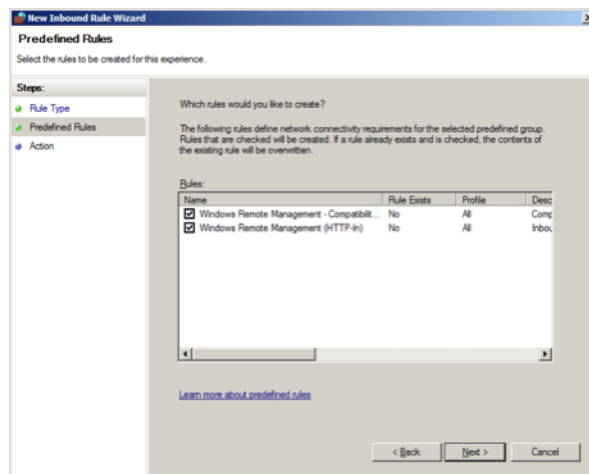 New Inbound Rule Wizard
Predefined Rules
Select the rules to be created for this experience.
Steps:
Rule Type
Predefined Rules
Action
Which rules would you like to create?
The following rules define network connectivity requirements for the selected predefined group.
Rules that are checked will be created. If a rule already exists and is checked, the contents of
the existing rule will be overwritten.
Rules:
Name Rule Exists Profile Desc
Windows Remote Management - Compatibilit... No All Comp
Windows Remote Management (HTTP-In) No All Inbou
Learn more about predefined rules
< Back Next > Cancel